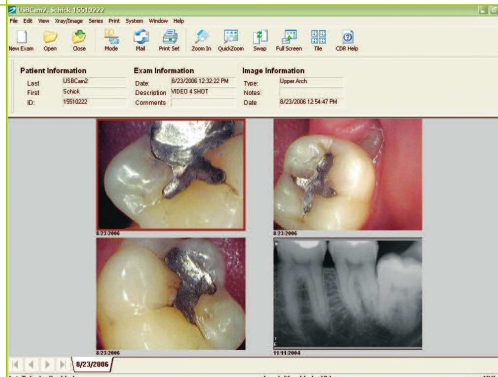 USBCam2, Schick 15510222
File Edit View Xray/Image Series Print System Window Help
New Exam Open Close Mode Mail Print Set Zoom In QuickZoom Swap Full Screen Tile CDR Help
Patient Information Exam Information Image Information
Last USBCam2 Date: 8/23/2006 12:32:22 PM Type: Upper Arch
First Schick Description VIDEO 4 SHOT Notes:
ID: 15510222 Comments Date 8/23/2006 12:54:47 PM
8/23/2006 8/23/2006
8/23/2006 11/11/2004
8/23/2006